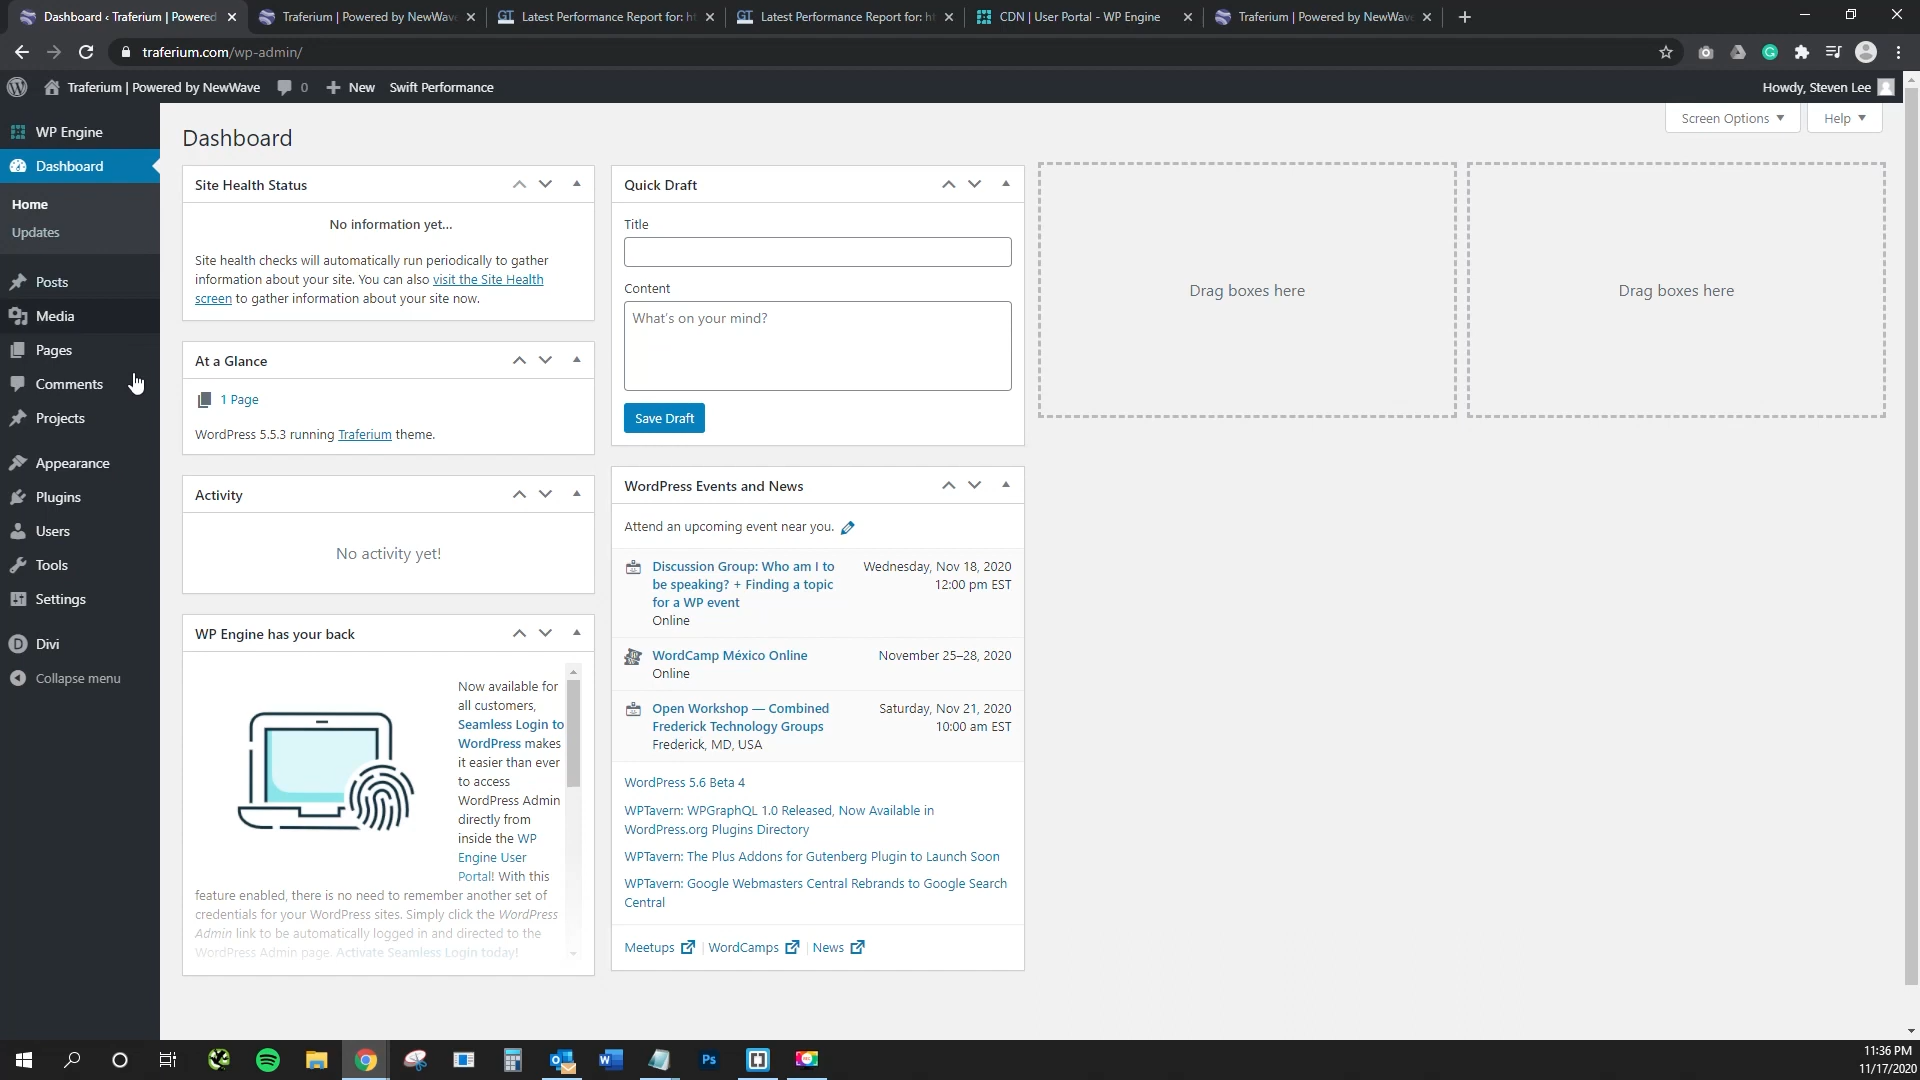 Dashboard ‹ Traferium | Powered
Traferium | Powered by NewWave
GT Latest Performance Report for: ht
GT Latest Performance Report for: ht
CDN | User Portal - WP Engine
Traferium | Powered by NewWave
traferium.com/wp-admin/
Traferium | Powered by NewWave
0
New
Swift Performance
Howdy, Steven Lee
WP Engine
Dashboard
Home
Updates
Posts
Media
Pages
Comments
Projects
Appearance
Plugins
Users
Tools
Settings
D Divi
Collapse menu
Screen Options
Help
Dashboard
Site Health Status
No information yet...
Site health checks will automatically run periodically to gather
information about your site. You can also visit the Site Health
screen to gather information about your site now.
At a Glance
1 Page
WordPress 5.5.3 running Traferium theme.
Activity
No activity yet!
WP Engine has your back
Now available for
all customers,
Seamless Login to
WordPress makes
it easier than ever
to access
WordPress Admin
directly from
inside the WP
Engine User
Portal! With this
feature enabled, there is no need to remember another set of
credentials for your WordPress sites. Simply click the WordPress
Admin link to be automatically logged in and directed to the
WordPress Admin page. Activate Seamless Login today!
Quick Draft
Title
Content
What's on your mind?
Save Draft
WordPress Events and News
Attend an upcoming event near you.
Discussion Group: Who am I to
be speaking? + Finding a topic
for a WP event
Online
Wednesday, Nov 18, 2020
12:00 pm EST
WordCamp México Online
Online
November 25–28, 2020
Open Workshop — Combined
Frederick Technology Groups
Frederick, MD, USA
Saturday, Nov 21, 2020
10:00 am EST
WordPress 5.6 Beta 4
WPTavern: WPGraphQL 1.0 Released, Now Available in
WordPress.org Plugins Directory
WPTavern: The Plus Addons for Gutenberg Plugin to Launch Soon
WPTavern: Google Webmasters Central Rebrands to Google Search
Central
Meetups | WordCamps | News
Drag boxes here
Drag boxes here
Ps
11:36 PM
11/17/2020